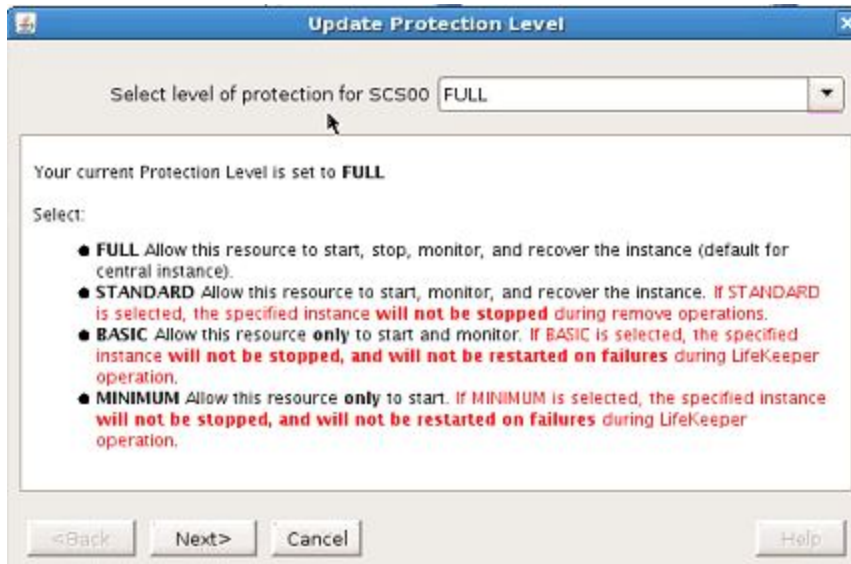 Update Protection Level
Select level of protection for SCS00 FULL
Your current Protection Level is set to FULL
Select:
● FULL Allow this resource to start, stop, monitor, and recover the instance (default for
central instance).
● STANDARD Allow this resource to start, monitor, and recover the instance. If STANDARD
is selected, the specified instance will not be stopped during remove operations.
● BASIC Allow this resource only to start and monitor. If BASIC is selected, the specified
instance will not be stopped, and will not be restarted on failures during LifeKeeper
operation.
● MINIMUM Allow this resource only to start. If MINIMUM is selected, the specified instance
will not be stopped, and will not be restarted on failures during LifeKeeper
operation.
<Back Next> Cancel Help